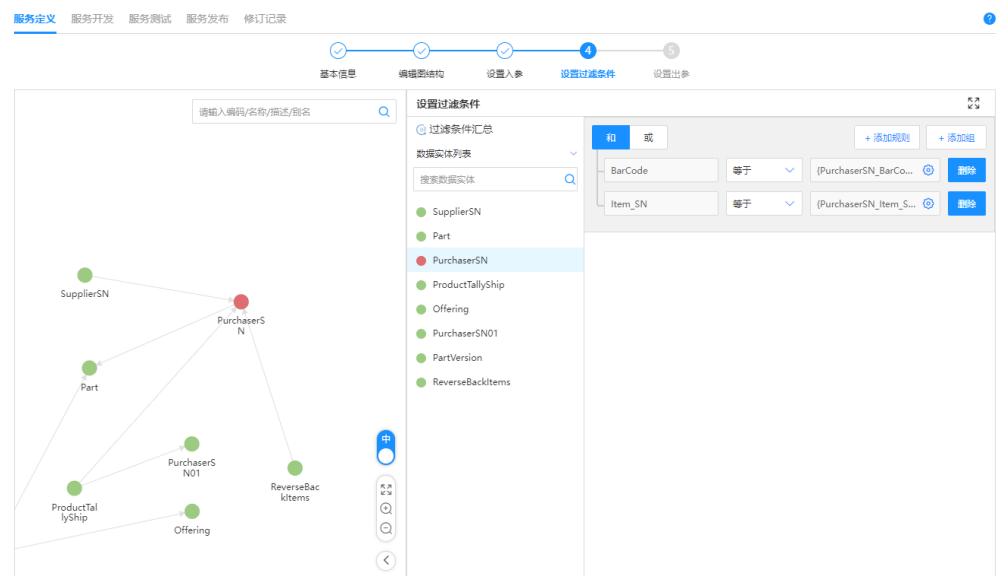 服务定义 服务开发 服务测试 服务发布 修订记录
4 5
基本信息 编辑图结构 设置入参 设置过滤条件 设置出参
请输入编码/名称/描述/别名
SupplierSN
PurchaserS
N
Part
PurchaserS
N01
ReverseBac
kItems
ProductTal
lyShip
Offering
中
设置过滤条件
过滤条件汇总
数据实体列表
搜索数据实体
SupplierSN
Part
PurchaserSN
ProductTallyShip
Offering
PurchaserSN01
PartVersion
ReverseBackItems
和 或 + 添加规则 + 添加组
BarCode 等于 {PurchaserSN_BarCo... 删除
Item_SN 等于 {PurchaserSN_Item_S... 删除